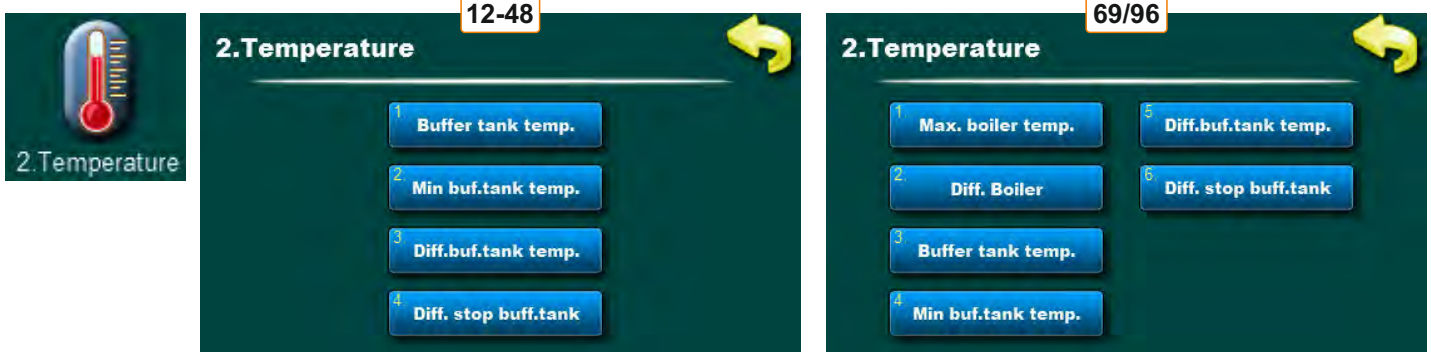 2.Temperature
12-48
2.Temperature
1 Buffer tank temp.
2. Min buf.tank temp.
3. Diff.buf.tank temp.
4 Diff. stop buff.tank
69/96
2.Temperature
1 Max. boiler temp.
2. Diff. Boiler
3. Buffer tank temp.
4 Min buf.tank temp.
5 Diff.buf.tank temp.
6. Diff. stop buff.tank